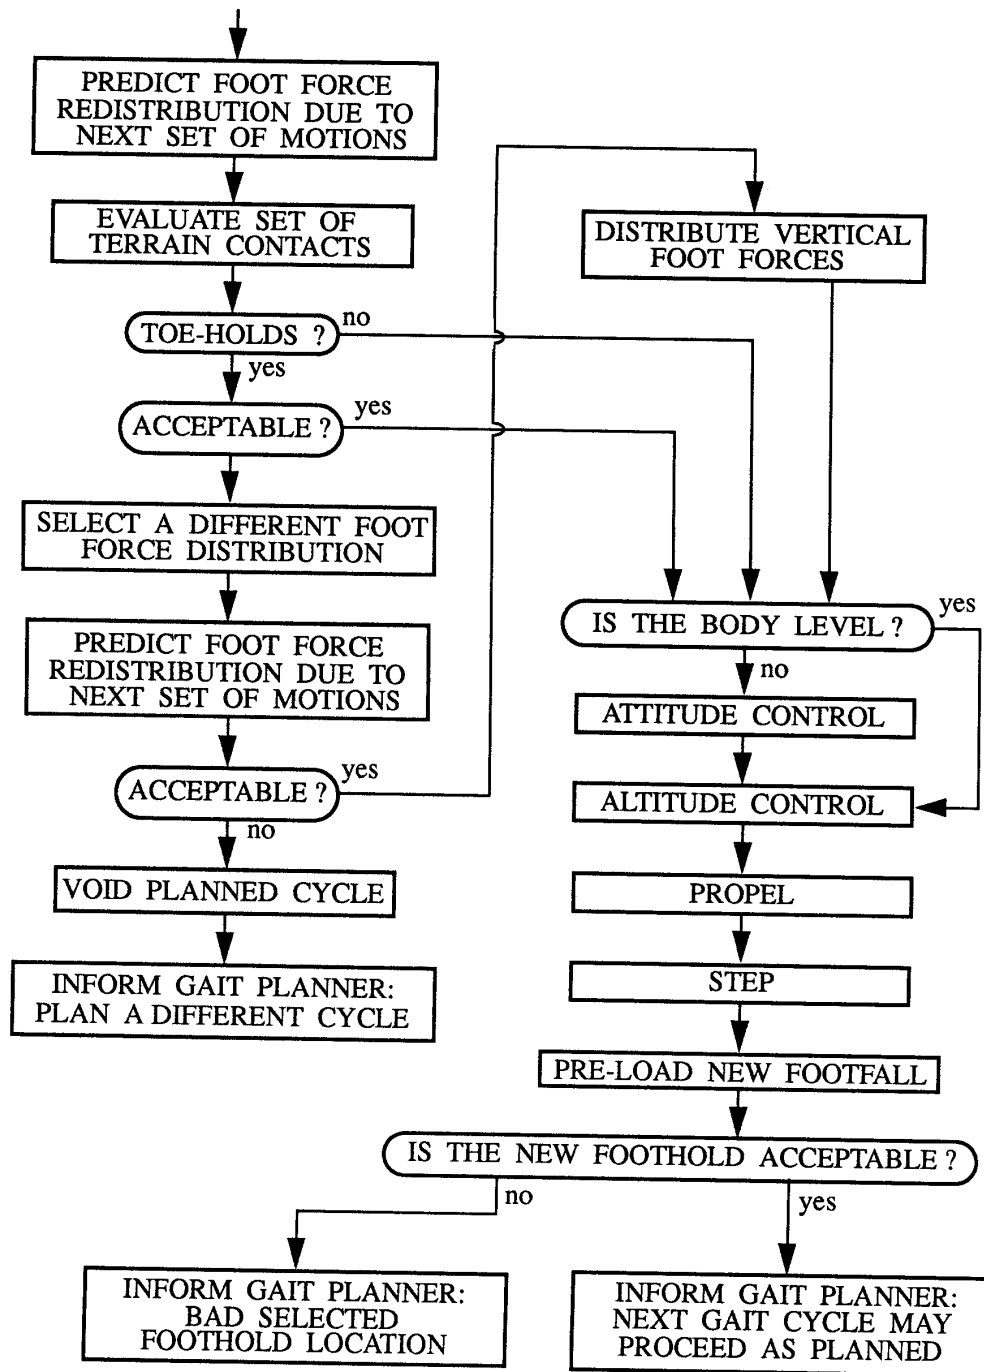 PREDICT FOOT FORCE
REDISTRIBUTION DUE TO
NEXT SET OF MOTIONS
EVALUATE SET OF
TERRAIN CONTACTS
TOE-HOLDS ?
no
yes
ACCEPTABLE ?
yes
SELECT A DIFFERENT FOOT
FORCE DISTRIBUTION
PREDICT FOOT FORCE
REDISTRIBUTION DUE TO
NEXT SET OF MOTIONS
ACCEPTABLE ?
yes
no
VOID PLANNED CYCLE
INFORM GAIT PLANNER:
PLAN A DIFFERENT CYCLE
DISTRIBUTE VERTICAL
FOOT FORCES
IS THE BODY LEVEL ?
yes
no
ATTITUDE CONTROL
ALTITUDE CONTROL
PROPEL
STEP
PRE-LOAD NEW FOOTFALL
IS THE NEW FOOTHOLD ACCEPTABLE ?
no
yes
INFORM GAIT PLANNER:
BAD SELECTED
FOOTHOLD LOCATION
INFORM GAIT PLANNER:
NEXT GAIT CYCLE MAY
PROCEED AS PLANNED